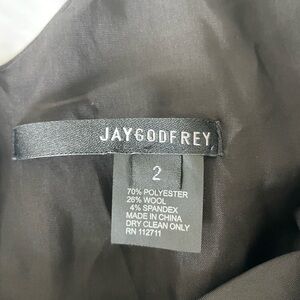 JAYGODFREY
2
70% POLYESTER
26% WOOL
4% SPANDEX
MADE IN CHINA
DRY CLEAN ONLY
RN 112711